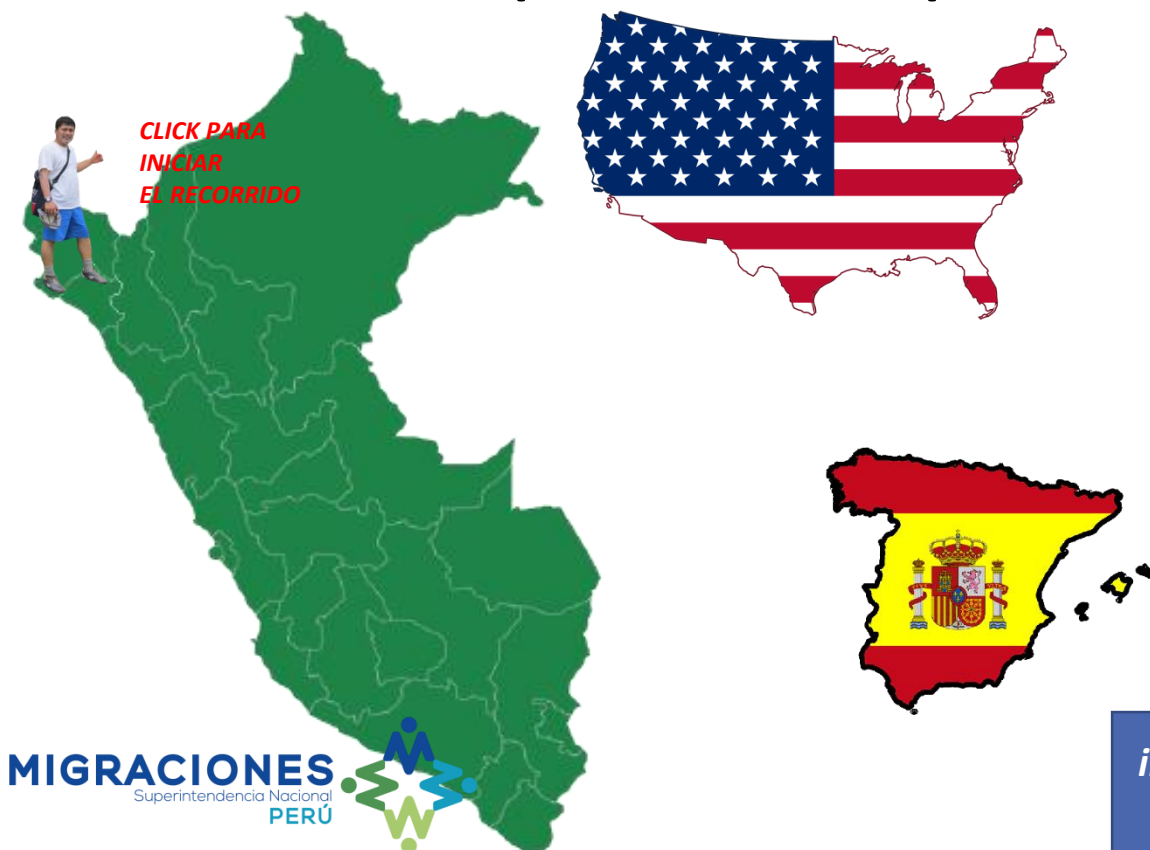 CLICK PARA
INICIAR
EL RECORRIDO
MIGRACIONES
Superintendencia Nacional
PERÚ